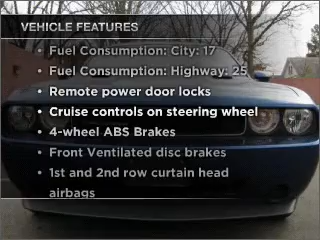 VEHICLE FEATURES
• Fuel Consumption: City: 17
• Fuel Consumption: Highway: 25
• Remote power door locks
• Cruise controls on steering wheel
• 4-wheel ABS Brakes
• Front Ventilated disc brakes
• 1st and 2nd row curtain head
airbags